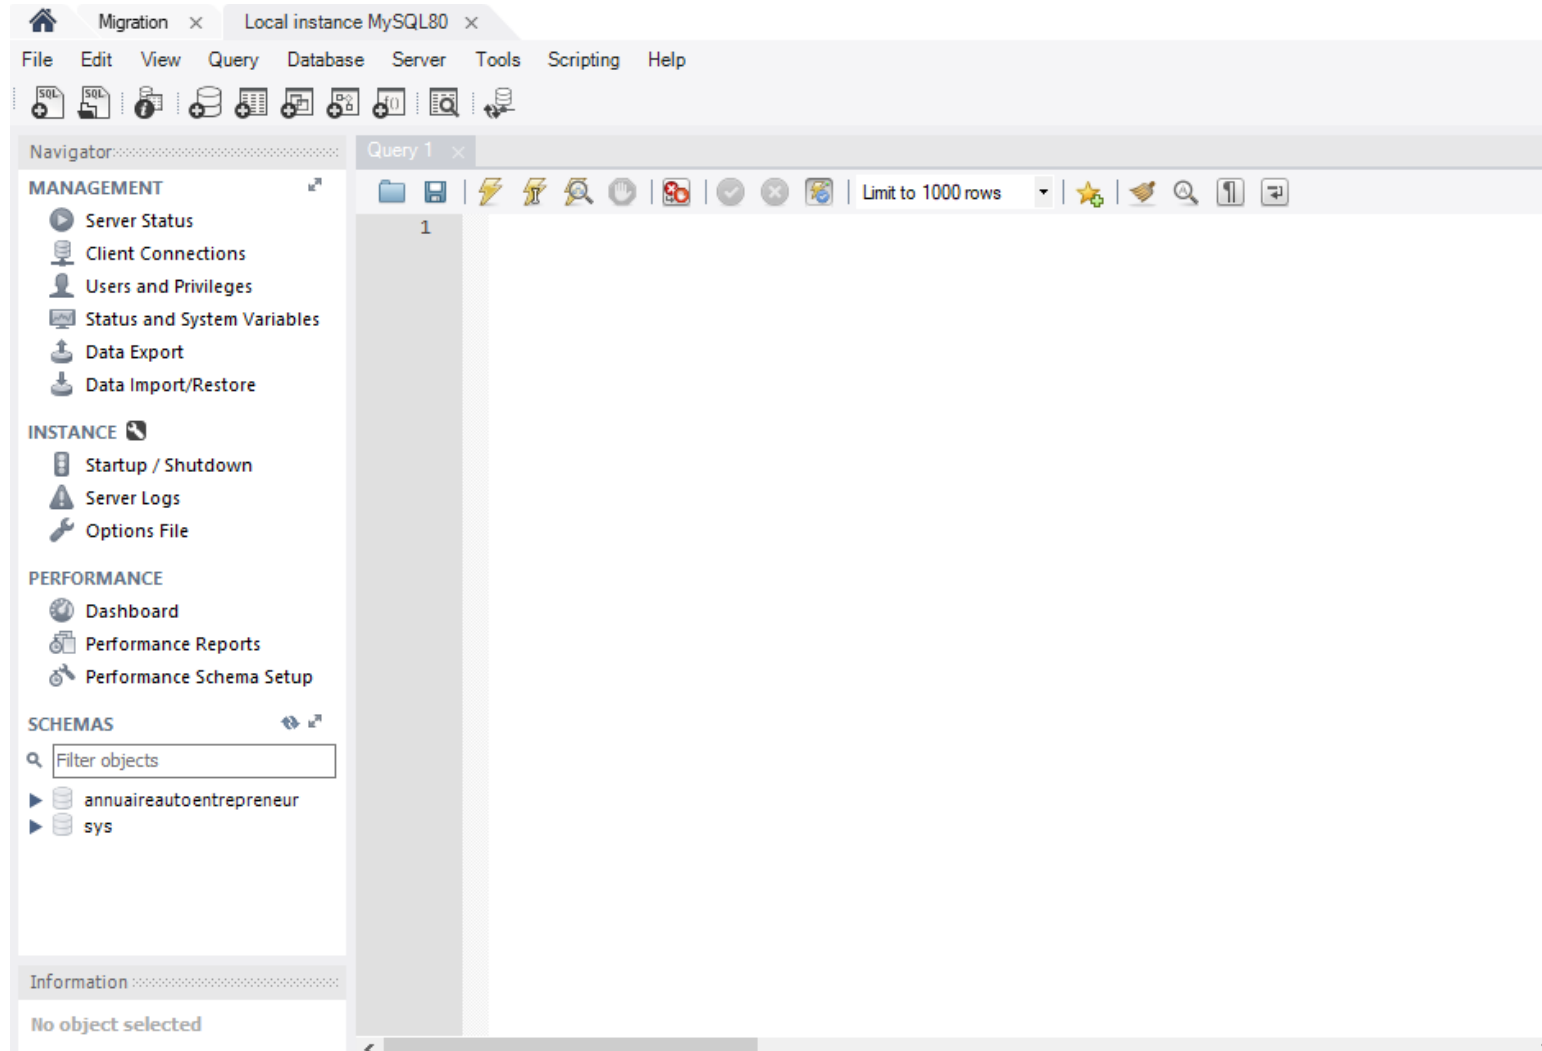 Migration × Local instance MySQL80 ×
File Edit View Query Database Server Tools Scripting Help
SQL SQL f()
Navigator
Query 1 ×
MANAGEMENT
Limit to 1000 rows
Server Status
1
Client Connections
Users and Privileges
Status and System Variables
Data Export
Data Import/Restore
INSTANCE
Startup / Shutdown
Server Logs
Options File
PERFORMANCE
Dashboard
Performance Reports
Performance Schema Setup
SCHEMAS
Filter objects
annuaireautoentrepreneur
sys
Information
No object selected